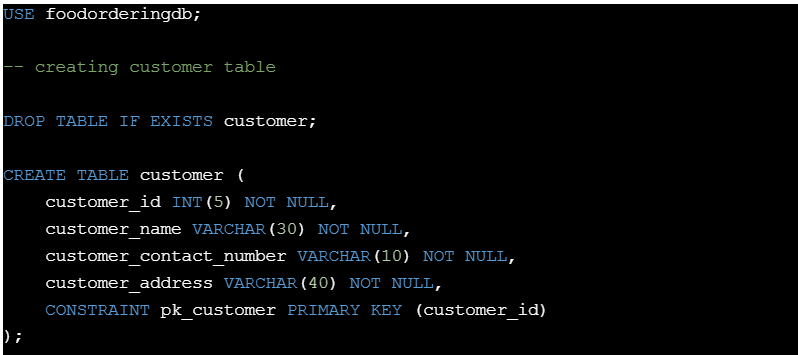 USE foodorderingdb;
-- creating customer table
DROP TABLE IF EXISTS customer;
CREATE TABLE customer (
    customer_id INT(5) NOT NULL,
    customer_name VARCHAR(30) NOT NULL,
    customer_contact_number VARCHAR(10) NOT NULL,
    customer_address VARCHAR(40) NOT NULL,
    CONSTRAINT pk_customer PRIMARY KEY (customer_id)
);